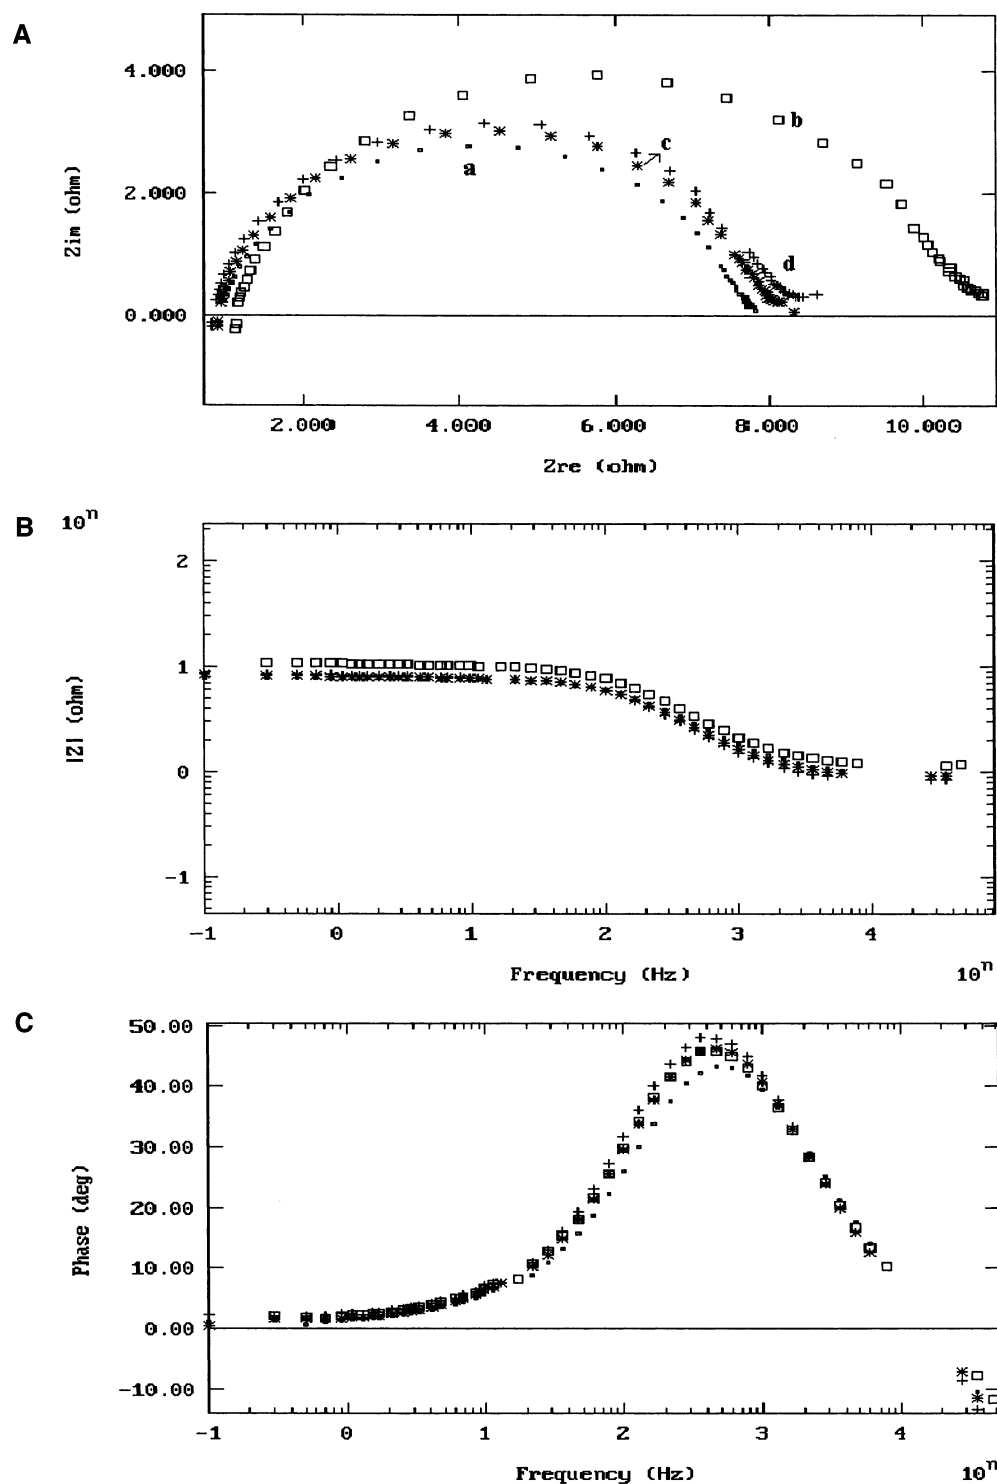 A
4.000
2.000
0.000
Zim (ohm)
a
b
c
d
2.000 4.000 6.000 8.000 10.000
Zre (ohm)
B
10n
2
1
0
-1
|Z| (ohm)
-1 0 1 2 3 4
Frequency (Hz) 10n
C
50.00
40.00
30.00
20.00
10.00
0.00
-10.00
Phase (deg)
-1 0 1 2 3 4
Frequency (Hz) 10n